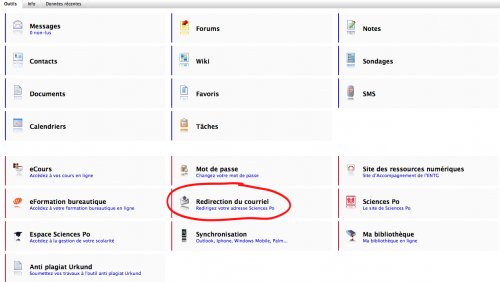 Outils Info Données récentes
Messages
0 non-lus
Forums
Notes
Contacts
Wiki
Sondages
Documents
Favoris
SMS
Calendriers
Tâches
eCours
Accédez à vos cours en ligne
Mot de passe
Changez votre mot de passe
Site des ressources numériques
Site d'Accompagnement de l'ENTG
eFormation bureautique
Accédez à votre formation bureautique en ligne
Redirection du courriel
Redirigez votre adresse Sciences Po
Sciences Po
Le site de Sciences Po
Espace Sciences Po
Accédez à la gestion de votre scolarité
Synchronisation
Outlook, Iphone, Windows Mobile, Palm...
Ma bibliothèque
Ma bibliothèque en ligne
Anti plagiat Urkund
Soumettez vos travaux à l'outil anti plagiat Urkund